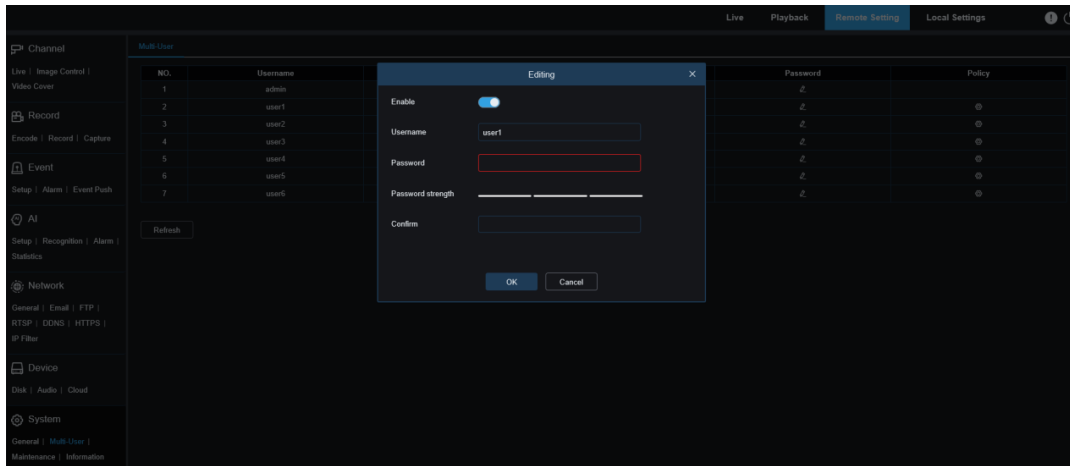 Live Playback Remote Setting Local Settings
Channel
Live | Image Control |
Video Cover
Record
Encode | Record | Capture
Event
Setup | Alarm | Event Push
AI
Setup | Recognition | Alarm |
Statistics
Network
General | Email | FTP |
RTSP | DDNS | HTTPS |
IP Filter
Device
Disk | Audio | Cloud
System
General | Multi-User |
Maintenance | Information
Multi-User
NO. Username Password Policy
1 admin
2 user1
3 user2
4 user3
5 user4
6 user5
7 user6
Refresh
Editing
Enable
Username user1
Password
Password strength
Confirm
OK Cancel